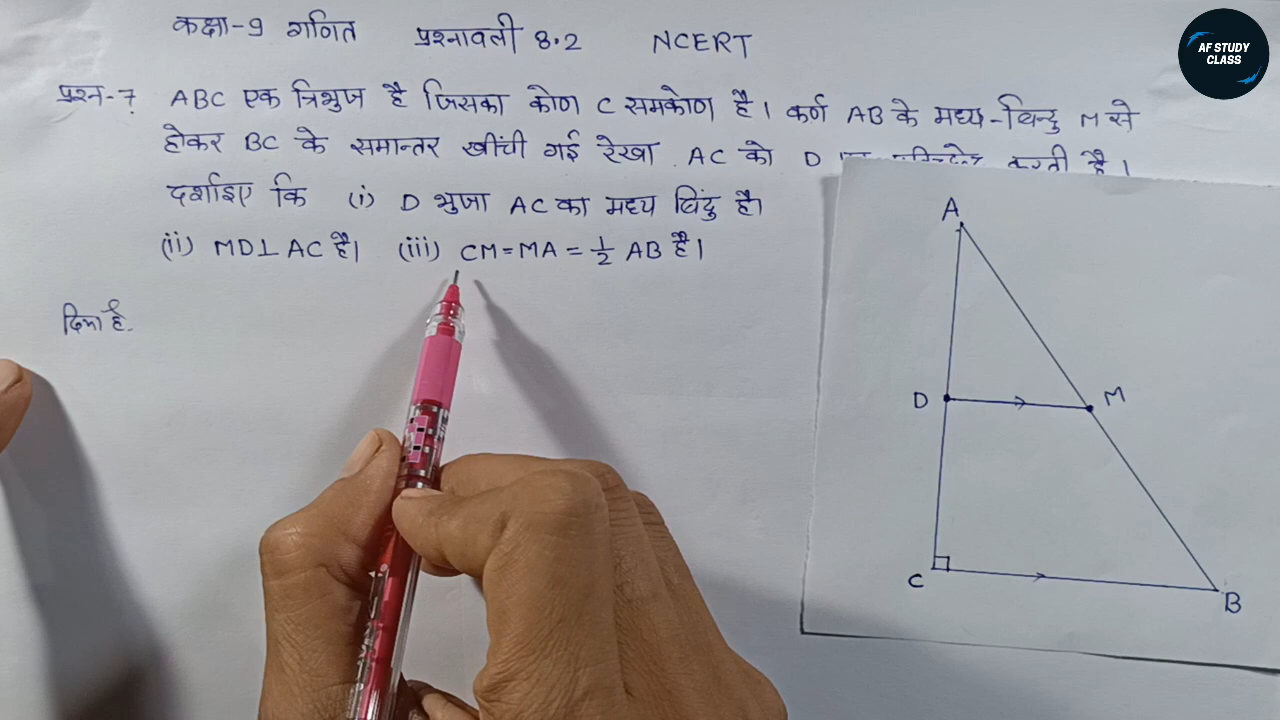 कक्षा-9 गणित प्रश्नावली 8.2 NCERT
AF STUDY
CLASS
प्रश्न-7 ABC एक त्रिभुज है जिसका कोण C समकोण है। कर्ण AB के मध्य-बिन्दु M से
होकर BC के समान्तर खींची गई रेखा AC को D करती है।
दर्शाइए कि (i) D भुजा AC का मध्य बिंदु है।
(ii) MD⊥AC है। (iii) CM=MA=½ AB है।
दिया है-
A
D M
C
B